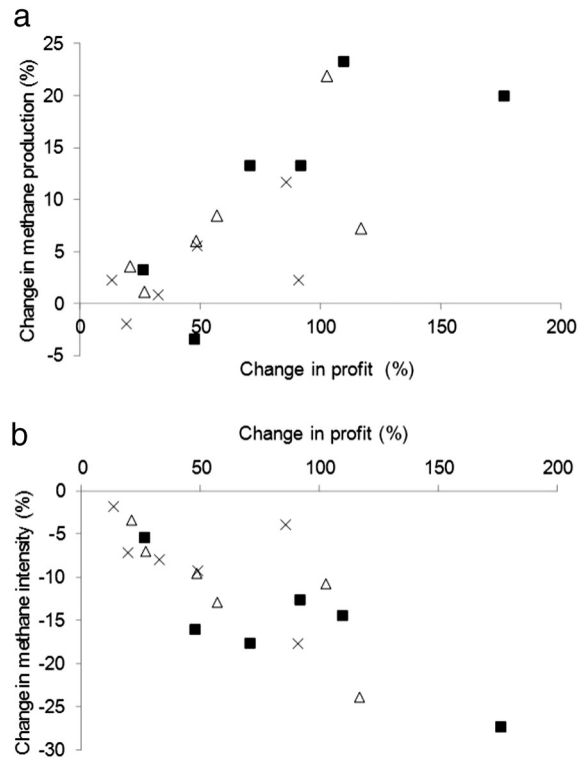 a
Change in methane production (%)
25
20
15
10
5
0
-5
0 50 100 150 200
Change in profit (%)
b
Change in profit (%)
0 50 100 150 200
Change in methane intensity (%)
0
-5
-10
-15
-20
-25
-30